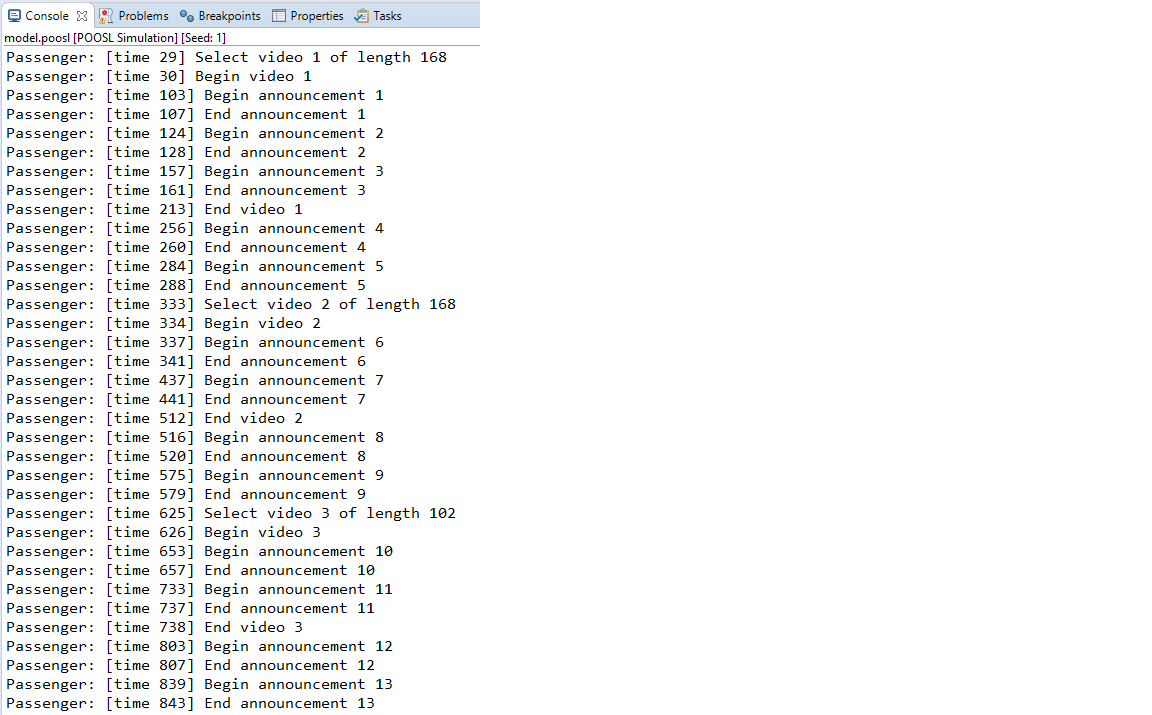 Console Problems Breakpoints Properties Tasks
model.poosl [POOSL Simulation] [Seed: 1]
Passenger: [time 29] Select video 1 of length 168
Passenger: [time 30] Begin video 1
Passenger: [time 103] Begin announcement 1
Passenger: [time 107] End announcement 1
Passenger: [time 124] Begin announcement 2
Passenger: [time 128] End announcement 2
Passenger: [time 157] Begin announcement 3
Passenger: [time 161] End announcement 3
Passenger: [time 213] End video 1
Passenger: [time 256] Begin announcement 4
Passenger: [time 260] End announcement 4
Passenger: [time 284] Begin announcement 5
Passenger: [time 288] End announcement 5
Passenger: [time 333] Select video 2 of length 168
Passenger: [time 334] Begin video 2
Passenger: [time 337] Begin announcement 6
Passenger: [time 341] End announcement 6
Passenger: [time 437] Begin announcement 7
Passenger: [time 441] End announcement 7
Passenger: [time 512] End video 2
Passenger: [time 516] Begin announcement 8
Passenger: [time 520] End announcement 8
Passenger: [time 575] Begin announcement 9
Passenger: [time 579] End announcement 9
Passenger: [time 625] Select video 3 of length 102
Passenger: [time 626] Begin video 3
Passenger: [time 653] Begin announcement 10
Passenger: [time 657] End announcement 10
Passenger: [time 733] Begin announcement 11
Passenger: [time 737] End announcement 11
Passenger: [time 738] End video 3
Passenger: [time 803] Begin announcement 12
Passenger: [time 807] End announcement 12
Passenger: [time 839] Begin announcement 13
Passenger: [time 843] End announcement 13